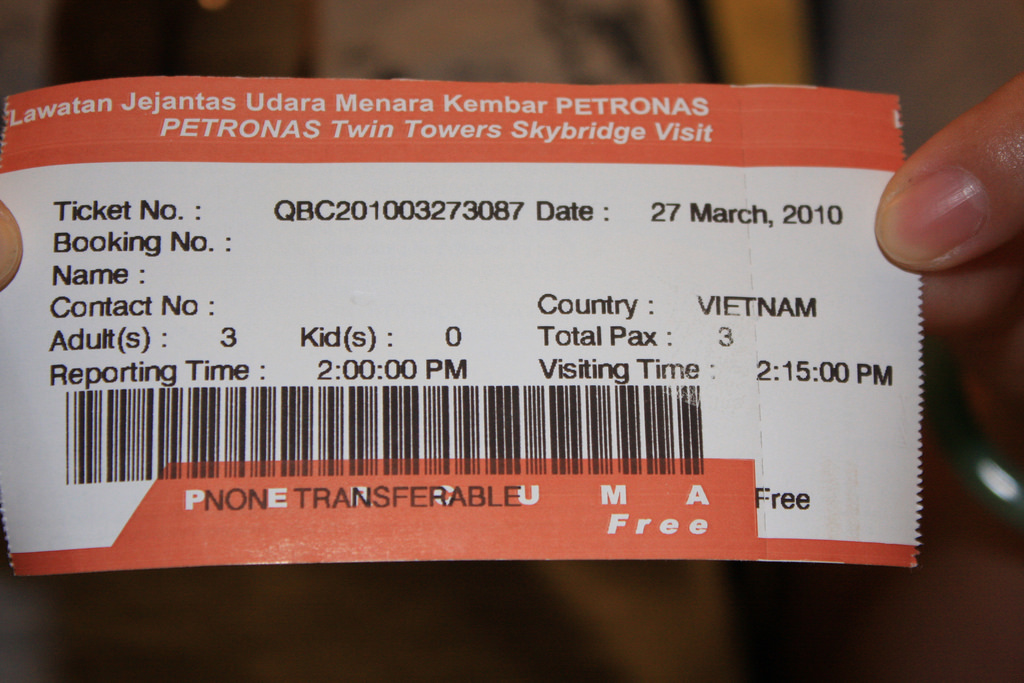 Lawatan Jejantas Udara Menara Kembar PETRONAS
PETRONAS Twin Towers Skybridge Visit
Ticket No. : QBC201003273087 Date : 27 March, 2010
Booking No. :
Name :
Contact No : Country : VIETNAM
Adult(s) : 3 Kid(s) : 0 Total Pax : 3
Reporting Time : 2:00:00 PM Visiting Time : 2:15:00 PM
NONE TRANSFERABLE
Free
Free